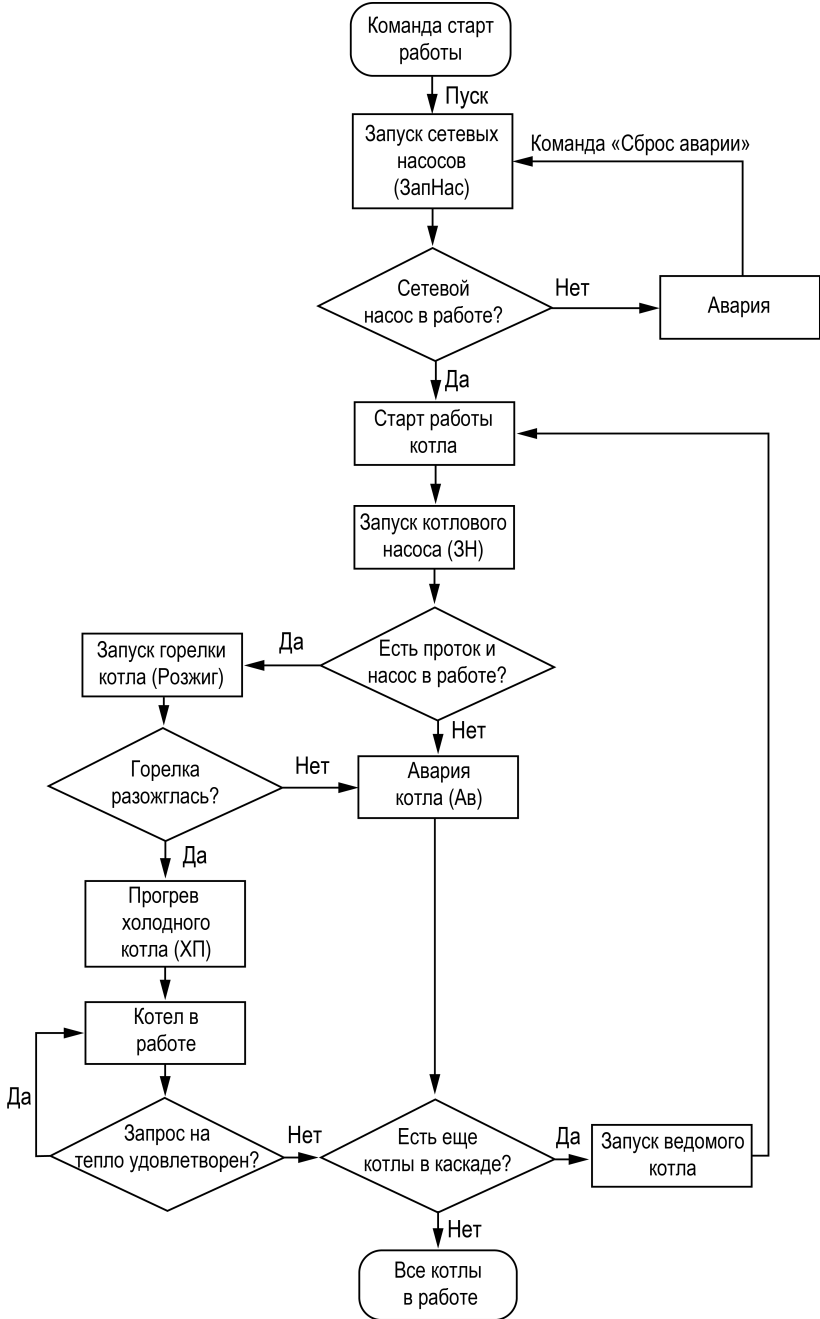 Команда старт
работы
Пуск
Запуск сетевых
насосов
(ЗапНас)
Команда «Сброс аварии»
Сетевой
насос в работе?
Нет
Авария
Да
Старт работы
котла
Запуск котлового
насоса (ЗН)
Есть проток и
насос в работе?
Да
Запуск горелки
котла (Розжиг)
Нет
Горелка
разожглась?
Нет
Авария
котла (Ав)
Да
Прогрев
холодного
котла (ХП)
Котел в
работе
Да
Запрос на
тепло удовлетворен?
Нет
Есть еще
котлы в каскаде?
Да
Запуск ведомого
котла
Нет
Все котлы
в работе